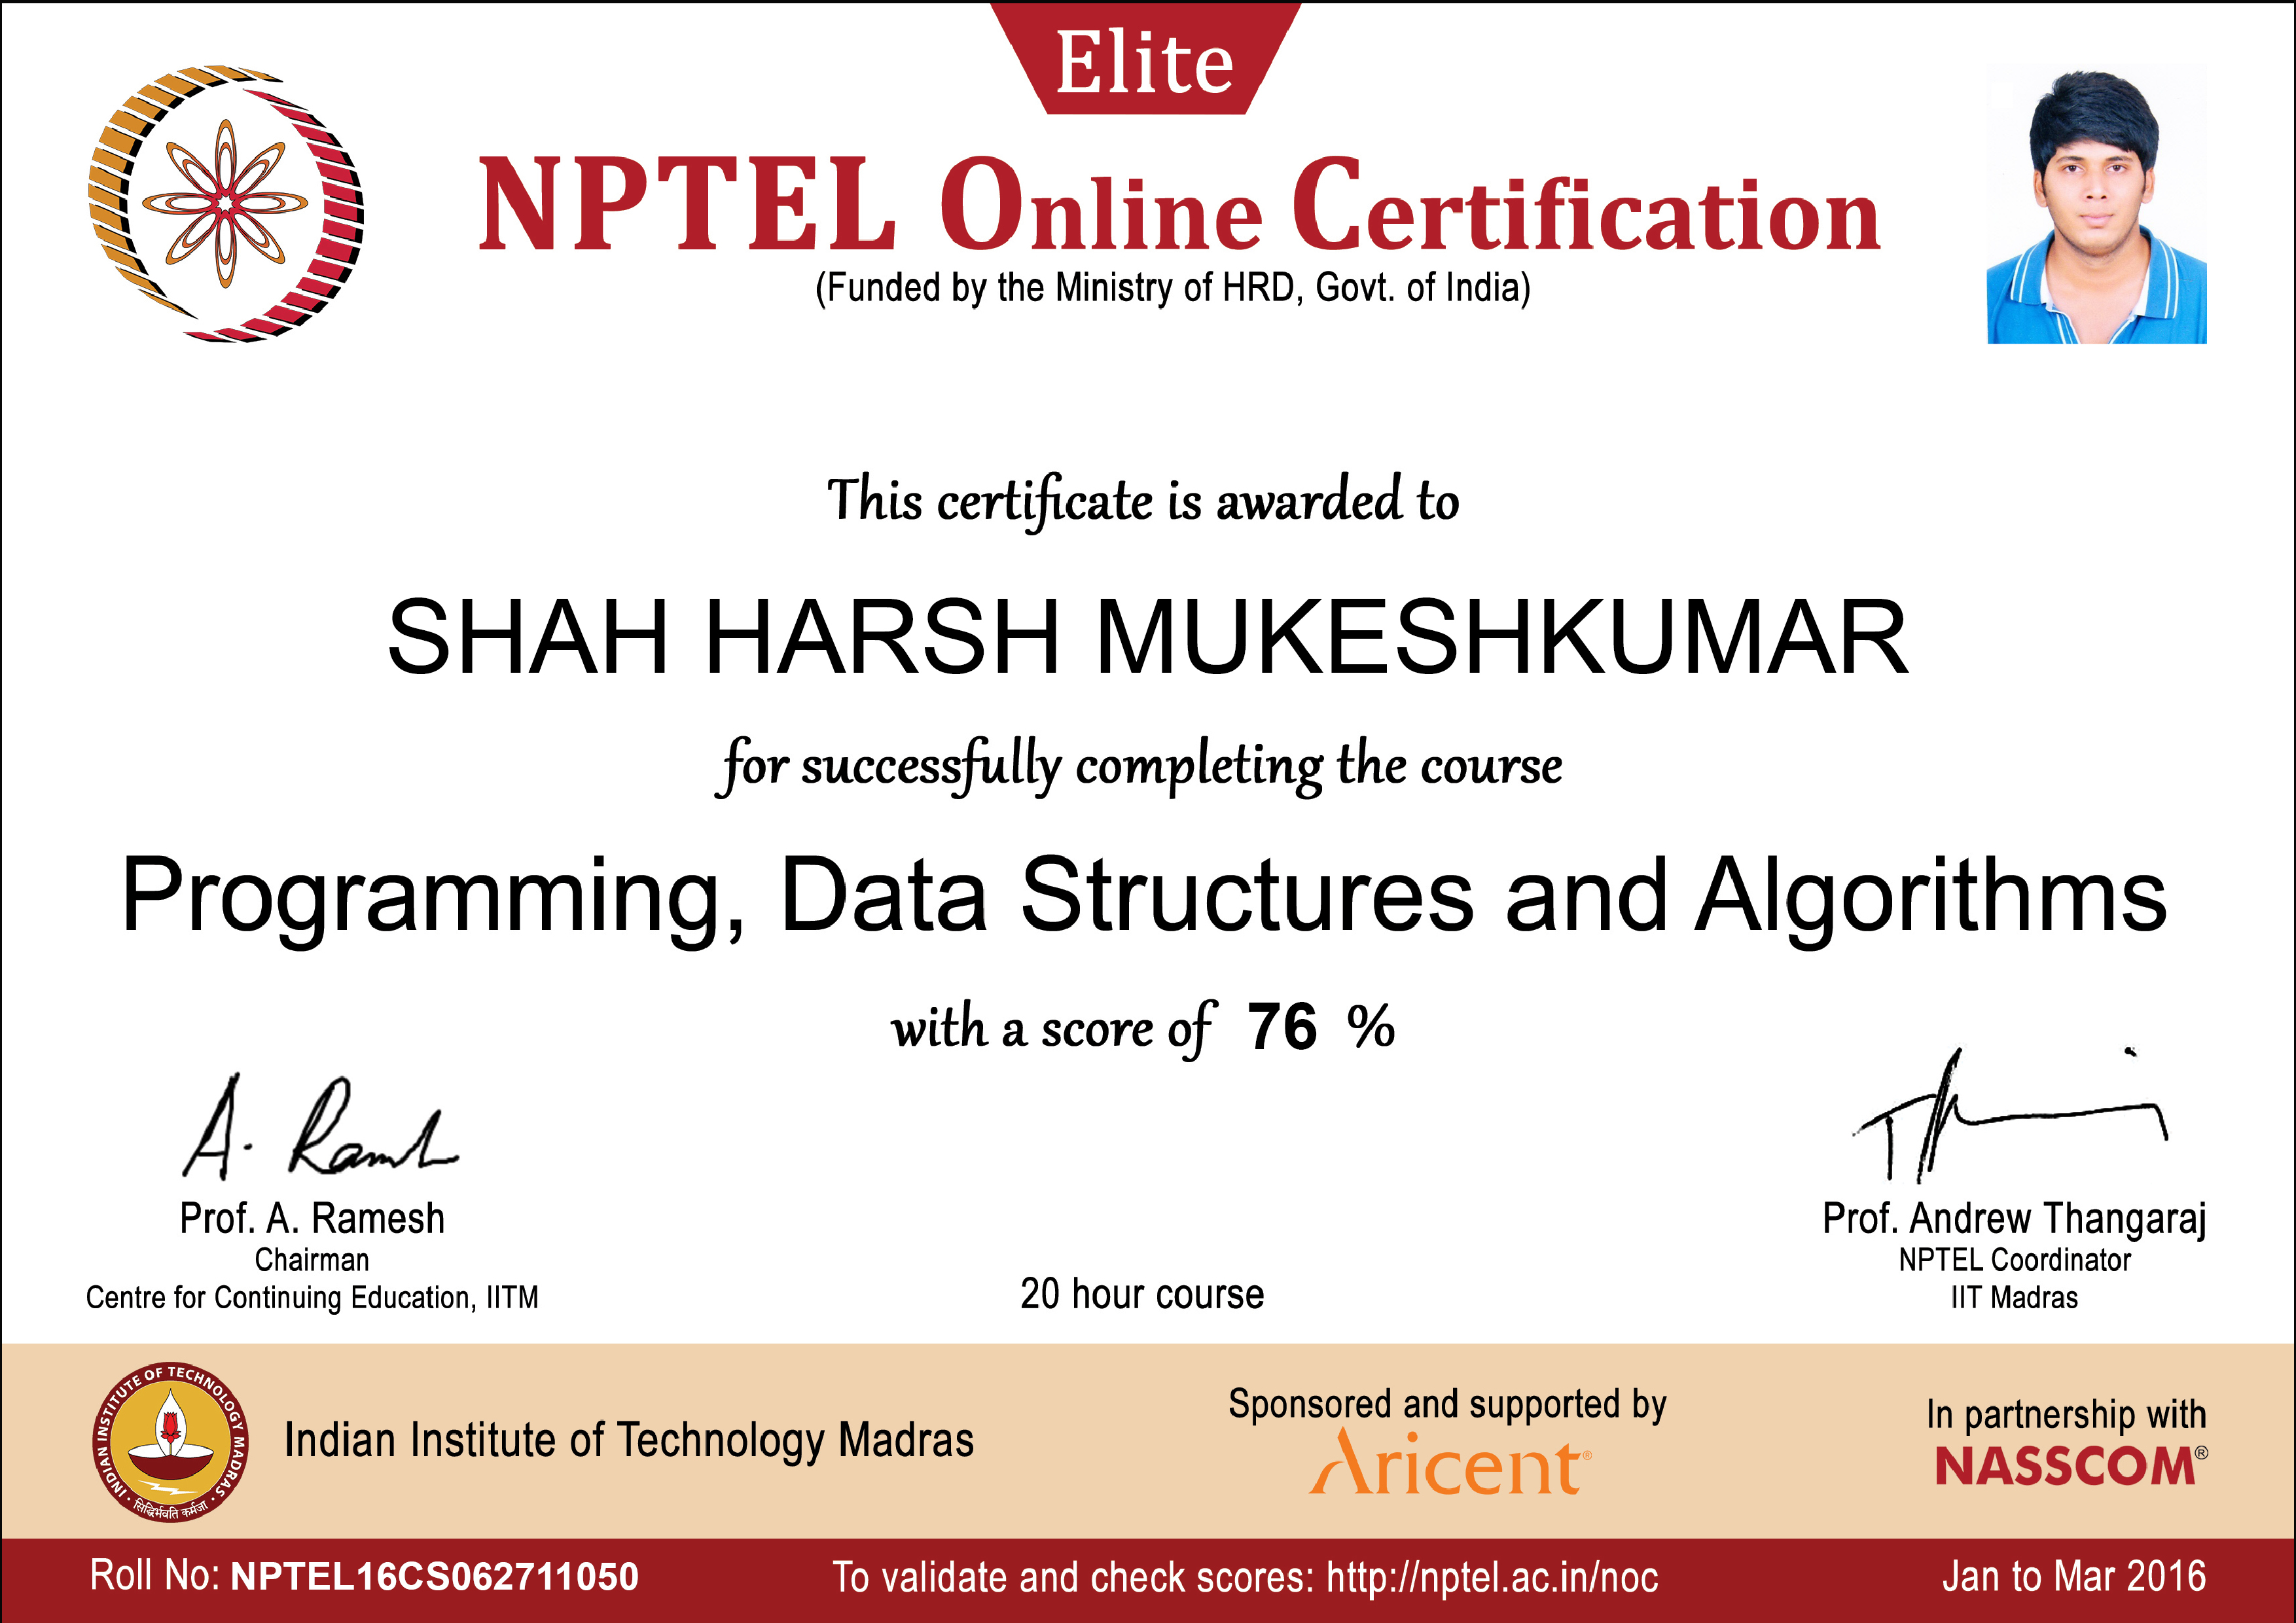 Elite
NPTEL Online Certification
(Funded by the Ministry of HRD, Govt. of India)
This certificate is awarded to
SHAH HARSH MUKESHKUMAR
for successfully completing the course
Programming, Data Structures and Algorithms
with a score of 76 %
A. Ramesh
Prof. A. Ramesh
Chairman
Centre for Continuing Education, IITM
20 hour course
Prof. Andrew Thangaraj
NPTEL Coordinator
IIT Madras
INDIAN INSTITUTE OF TECHNOLOGY MADRAS
सिद्धिर्भवति कर्मजा
Indian Institute of Technology Madras
Sponsored and supported by
Aricent®
In partnership with
NASSCOM®
Roll No: NPTEL16CS062711050
To validate and check scores: http://nptel.ac.in/noc
Jan to Mar 2016